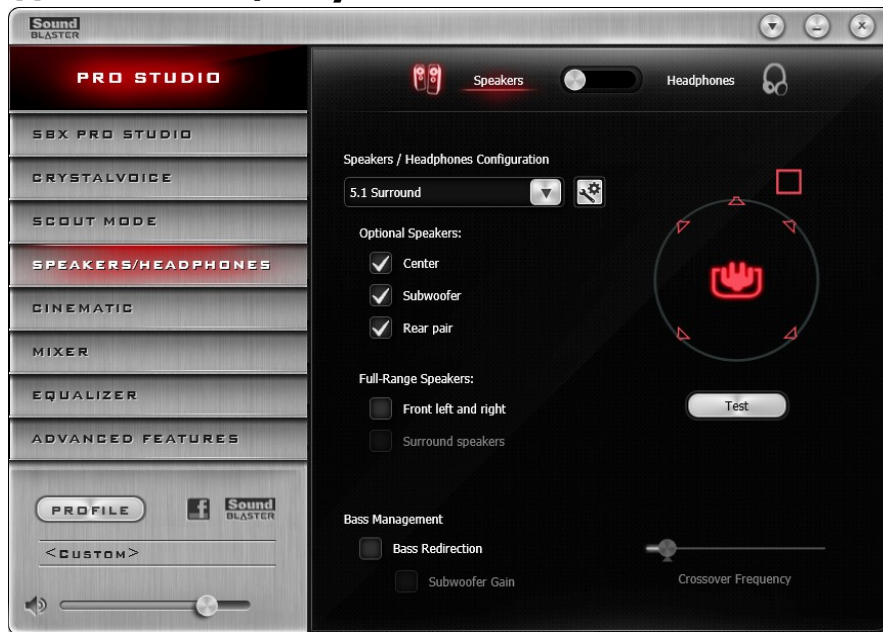 Sound
BLASTER
PRO STUDIO
Speakers
Headphones
SBX PRO STUDIO
CRYSTALVOICE
SCOUT MODE
SPEAKERS/HEADPHONES
CINEMATIC
MIXER
EQUALIZER
ADVANCED FEATURES
Speakers / Headphones Configuration
5.1 Surround
Optional Speakers:
Center
Subwoofer
Rear pair
Full-Range Speakers:
Front left and right
Surround speakers
Test
Bass Management
Bass Redirection
Subwoofer Gain
Crossover Frequency
PROFILE
f
Sound
BLASTER
<CUSTOM>